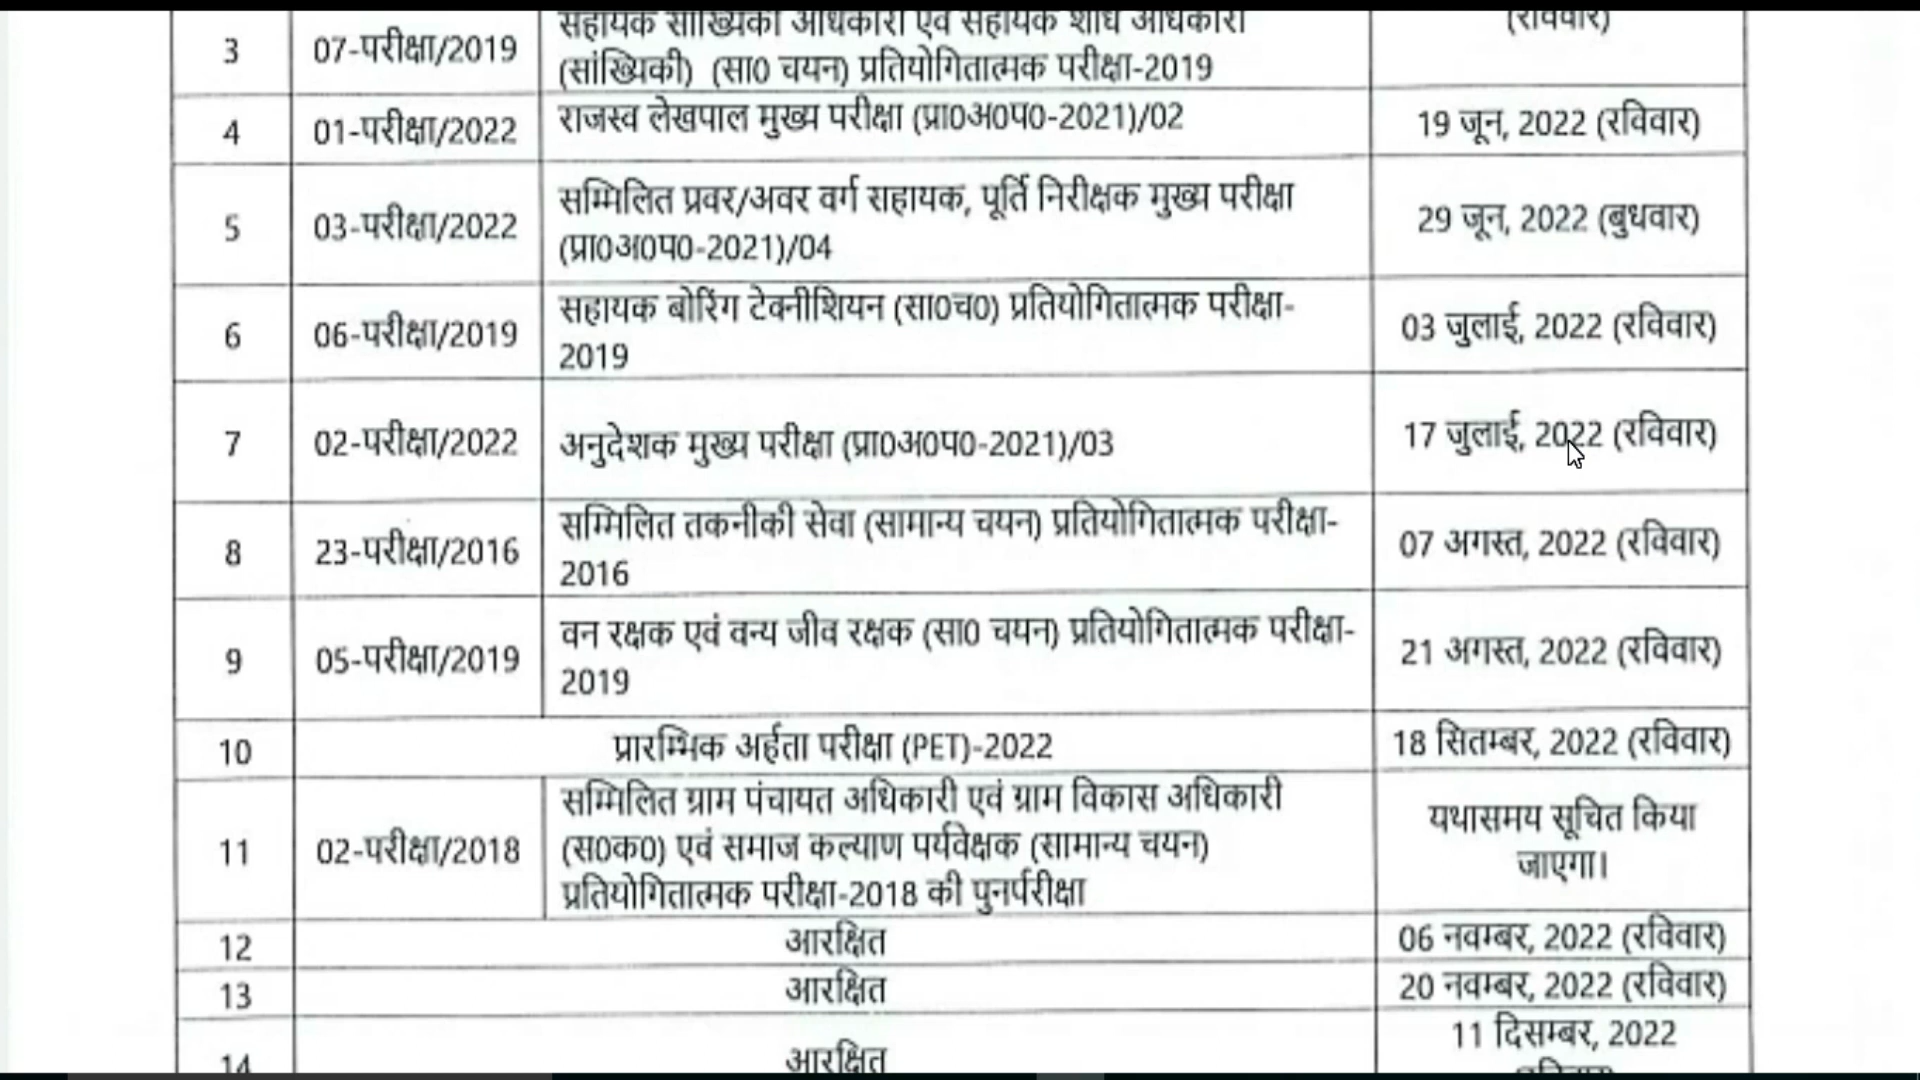 सहायक सांख्यिकी अधिकारी एवं सहायक शोध अधिकारी (रविवार)
3 07-परीक्षा/2019 (सांख्यिकी) (सा0 चयन) प्रतियोगितात्मक परीक्षा-2019
4 01-परीक्षा/2022 राजस्व लेखपाल मुख्य परीक्षा (प्रा0अ0प0-2021)/02 19 जून, 2022 (रविवार)
5 03-परीक्षा/2022 सम्मिलित प्रवर/अवर वर्ग सहायक, पूर्ति निरीक्षक मुख्य परीक्षा 29 जून, 2022 (बुधवार)
(प्रा0अ0प0-2021)/04
6 06-परीक्षा/2019 सहायक बोरिंग टेक्नीशियन (सा0च0) प्रतियोगितात्मक परीक्षा- 03 जुलाई, 2022 (रविवार)
2019
7 02-परीक्षा/2022 अनुदेशक मुख्य परीक्षा (प्रा0अ0प0-2021)/03 17 जुलाई, 2022 (रविवार)
8 23-परीक्षा/2016 सम्मिलित तकनीकी सेवा (सामान्य चयन) प्रतियोगितात्मक परीक्षा- 07 अगस्त, 2022 (रविवार)
2016
9 05-परीक्षा/2019 वन रक्षक एवं वन्य जीव रक्षक (सा0 चयन) प्रतियोगितात्मक परीक्षा- 21 अगस्त, 2022 (रविवार)
2019
10 प्रारम्भिक अर्हता परीक्षा (PET)-2022 18 सितम्बर, 2022 (रविवार)
11 02-परीक्षा/2018 सम्मिलित ग्राम पंचायत अधिकारी एवं ग्राम विकास अधिकारी यथासमय सूचित किया
(स0क0) एवं समाज कल्याण पर्यवेक्षक (सामान्य चयन) जाएगा।
प्रतियोगितात्मक परीक्षा-2018 की पुनर्परीक्षा
12 आरक्षित 06 नवम्बर, 2022 (रविवार)
13 आरक्षित 20 नवम्बर, 2022 (रविवार)
14 आरक्षित 11 दिसम्बर, 2022